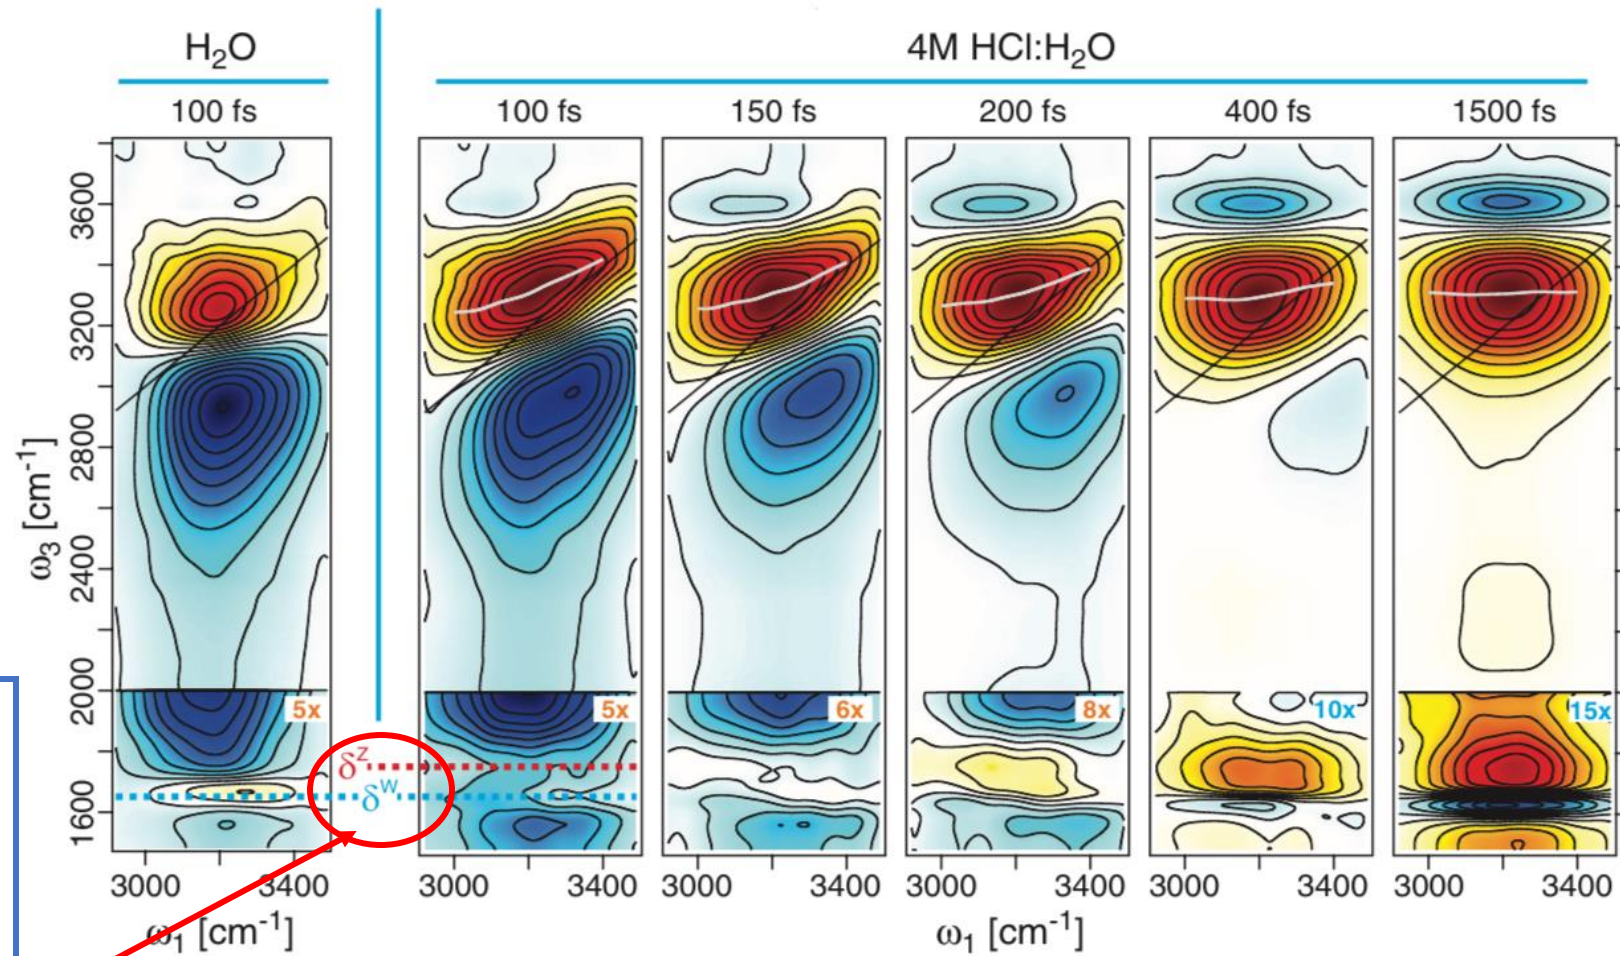 H₂O
4M HCl:H₂O
100 fs
100 fs
150 fs
200 fs
400 fs
1500 fs
ω₃ [cm⁻¹]
3600
3200
2800
2400
2000
1600
5x
5x
6x
8x
10x
15x
δᶻ
δᵂ
3000 3400
3000 3400
3000 3400
3000 3400
3000 3400
3000 3400
ω₁ [cm⁻¹]
ω₁ [cm⁻¹]